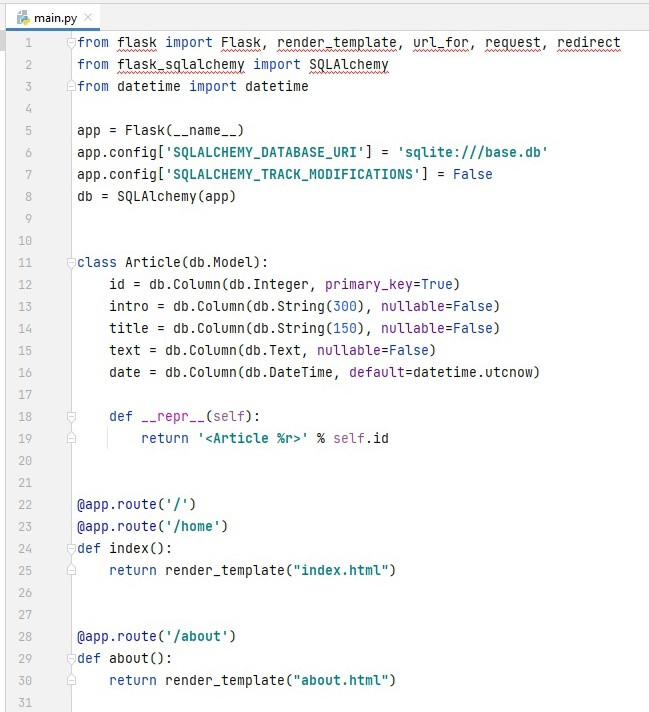 main.py
1 from flask import Flask, render_template, url_for, request, redirect
2 from flask_sqlalchemy import SQLAlchemy
3 from datetime import datetime
4
5 app = Flask(__name__)
6 app.config['SQLALCHEMY_DATABASE_URI'] = 'sqlite:///base.db'
7 app.config['SQLALCHEMY_TRACK_MODIFICATIONS'] = False
8 db = SQLAlchemy(app)
9
10
11 class Article(db.Model):
12     id = db.Column(db.Integer, primary_key=True)
13     intro = db.Column(db.String(300), nullable=False)
14     title = db.Column(db.String(150), nullable=False)
15     text = db.Column(db.Text, nullable=False)
16     date = db.Column(db.DateTime, default=datetime.utcnow)
17
18     def __repr__(self):
19         return '<Article %r>' % self.id
20
21
22 @app.route('/')
23 @app.route('/home')
24 def index():
25     return render_template("index.html")
26
27
28 @app.route('/about')
29 def about():
30     return render_template("about.html")
31